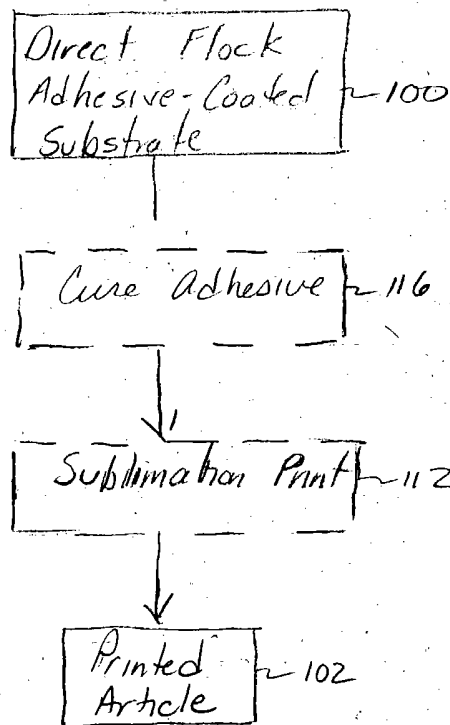 Direct Flock
Adhesive-Coated
Substrate
100
Cure Adhesive
116
Sublimation Print
112
Printed
Article
102